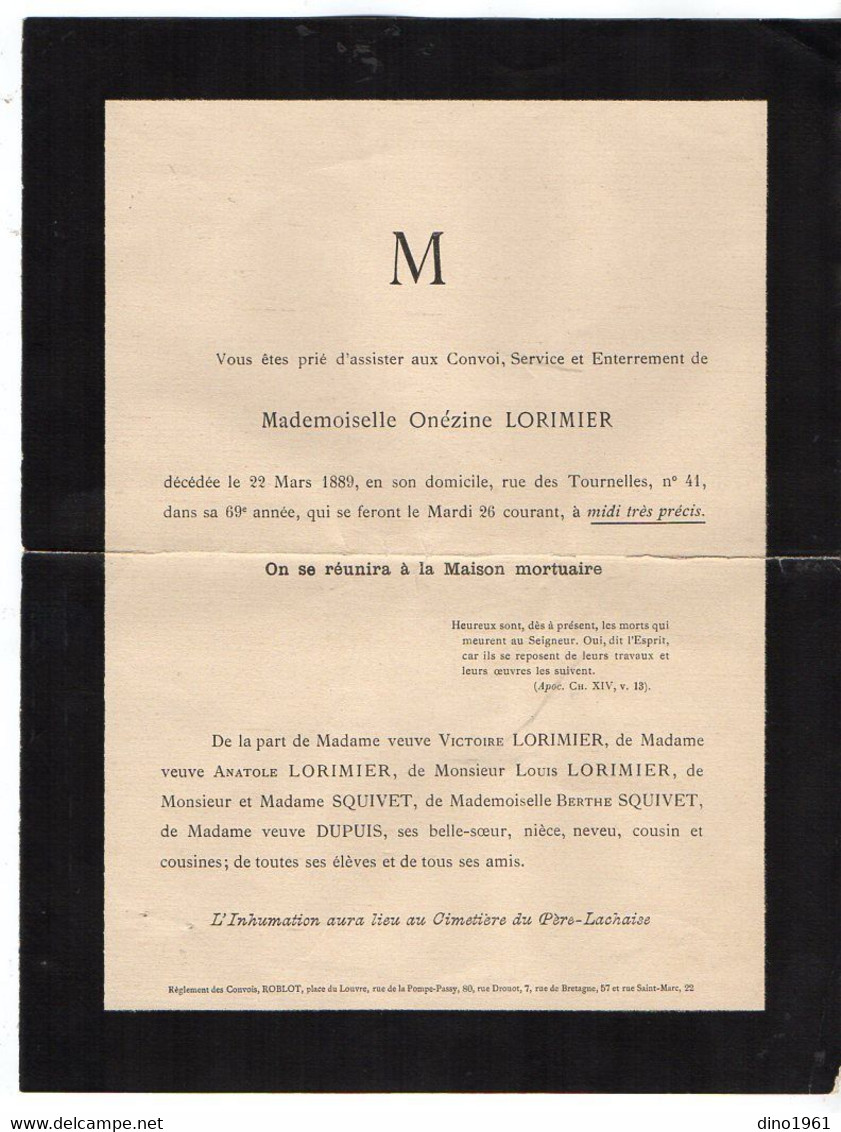 M
Vous êtes prié d'assister aux Convoi, Service et Enterrement de
Mademoiselle Onézine LORIMIER
décédée le 22 Mars 1889, en son domicile, rue des Tournelles, n° 41,
dans sa 69e année, qui se feront le Mardi 26 courant, à midi très précis.
On se réunira à la Maison mortuaire
Heureux sont, dès à présent, les morts qui
meurent au Seigneur. Oui, dit l'Esprit,
car ils se reposent de leurs travaux et
leurs œuvres les suivent.
(Apoc. CH. XIV, v. 13).
De la part de Madame veuve VICTOIRE LORIMIER, de Madame
veuve ANATOLE LORIMIER, de Monsieur LOUIS LORIMIER, de
Monsieur et Madame SQUIVET, de Mademoiselle BERTHE SQUIVET,
de Madame veuve DUPUIS, ses belle-sœur, nièce, neveu, cousin et
cousines; de toutes ses élèves et de tous ses amis.
L'Inhumation aura lieu au Cimetière du Père-Lachaise
Règlement des Convois, ROBLOT, place du Louvre, rue de la Pompe-Passy, 80, rue Drouot, 7, rue de Bretagne, 57 et rue Saint-Marc, 22
delcampe.net
dino1961